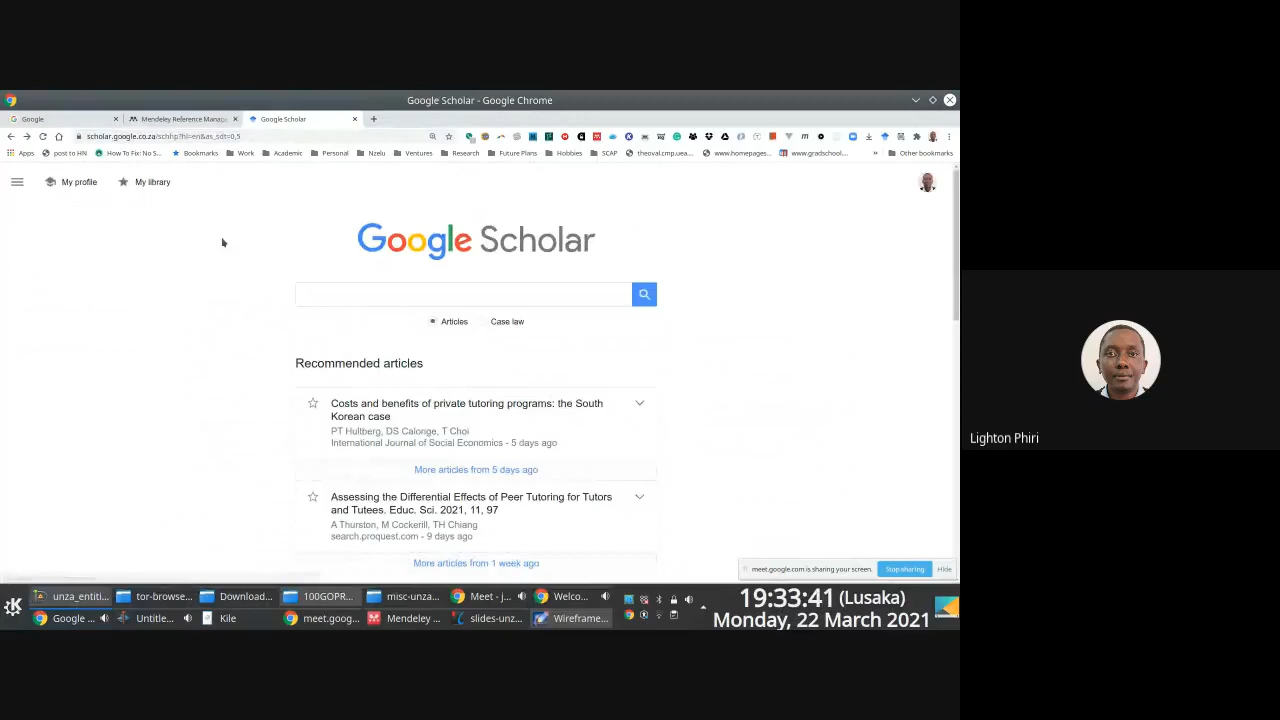 Google Scholar - Google Chrome
Google
Mendeley Reference Manag
Google Scholar
scholar.google.co.za/schhp?hl=en&as_sdt=0,5
Apps
post to HN
How To Fix: No S...
Bookmarks
Work
Academic
Personal
Nzelu
Ventures
Research
Future Plans
Hobbies
SCAP
theoval.cmp.uea...
www.homepages...
www.gradschool....
»
Other bookmarks
My profile
My library
Google Scholar
Articles
Case law
Recommended articles
Costs and benefits of private tutoring programs: the South
Korean case
PT Hultberg, DS Calonge, T Choi
International Journal of Social Economics - 5 days ago
More articles from 5 days ago
Assessing the Differential Effects of Peer Tutoring for Tutors
and Tutees. Educ. Sci. 2021, 11, 97
A Thurston, M Cockerill, TH Chiang
search.proquest.com - 9 days ago
More articles from 1 week ago
meet.google.com is sharing your screen.
Stop sharing
Hide
Lighton Phiri
unza_entiti...
tor-browse...
Download...
100GOPR...
misc-unza...
Meet - j...
Welco...
19:33:41 (Lusaka)
Google ...
Untitle...
Kile
meet.goog...
Mendeley ...
slides-unz...
Wireframe...
Monday, 22 March 2021